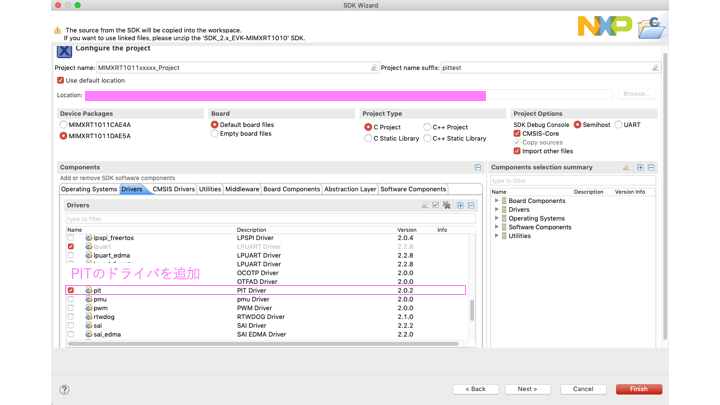 SDK Wizard
The source from the SDK will be copied into the workspace.
If you want to use linked files, please unzip the 'SDK_2.x_EVK-MIMXRT1010' SDK.
NXP
Configure the project
Project name: MIMXRT1011xxxxx_Project
Project name suffix: pittest
Use default location
Location:
Browse...
Device Packages
MIMXRT1011CAE4A
MIMXRT1011DAE5A
Board
Default board files
Empty board files
Project Type
C Project
C++ Project
C Static Library
C++ Static Library
Project Options
SDK Debug Console Semihost UART
CMSIS-Core
Copy sources
Import other files
Components
Add or remove SDK software components
Operating Systems Drivers CMSIS Drivers Utilities Middleware Board Components Abstraction Layer Software Components
Drivers
type to filter
Name Description Version Info
lpspi_freertos LPSPI Driver 2.0.4
lpuart LPUART Driver 2.2.8
lpuart_edma LPUART Driver 2.2.8
LPUART Driver 2.2.8
PITのドライバを追加
OCOTP Driver 2.0.0
OTFAD Driver 2.0.0
pit PIT Driver 2.0.2
pmu pmu Driver 2.0.0
pwm PWM Driver 2.0.0
rtwdog RTWDOG Driver 2.1.0
sai SAI Driver 2.2.2
sai_edma SAI EDMA Driver 2.2.0
Components selection summary
type to filter
Name Description Version Info
Board Components
Drivers
Operating Systems
Software Components
Utilities
< Back
Next >
Cancel
Finish